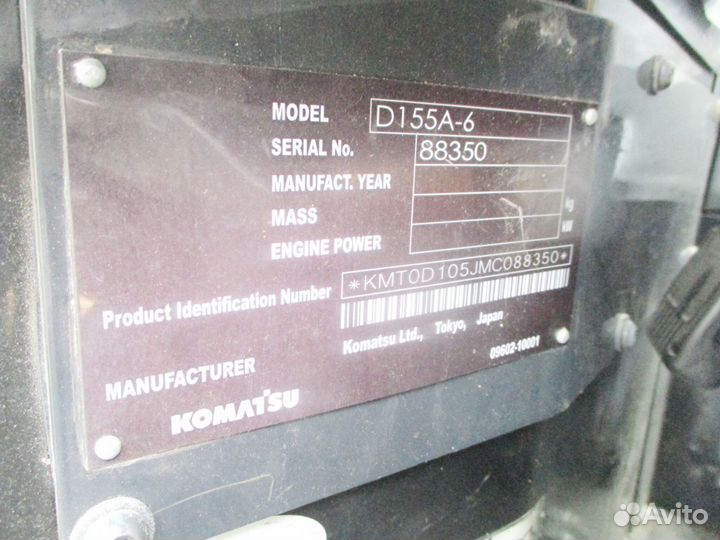 MODEL D155A-6
SERIAL No. 88350
MANUFACT. YEAR
MASS kg
ENGINE POWER kW
Product Identification Number *KMT0D105JMC088350*
Komatsu Ltd., Tokyo, Japan
MANUFACTURER 09602-10001
KOMATSU
Avito